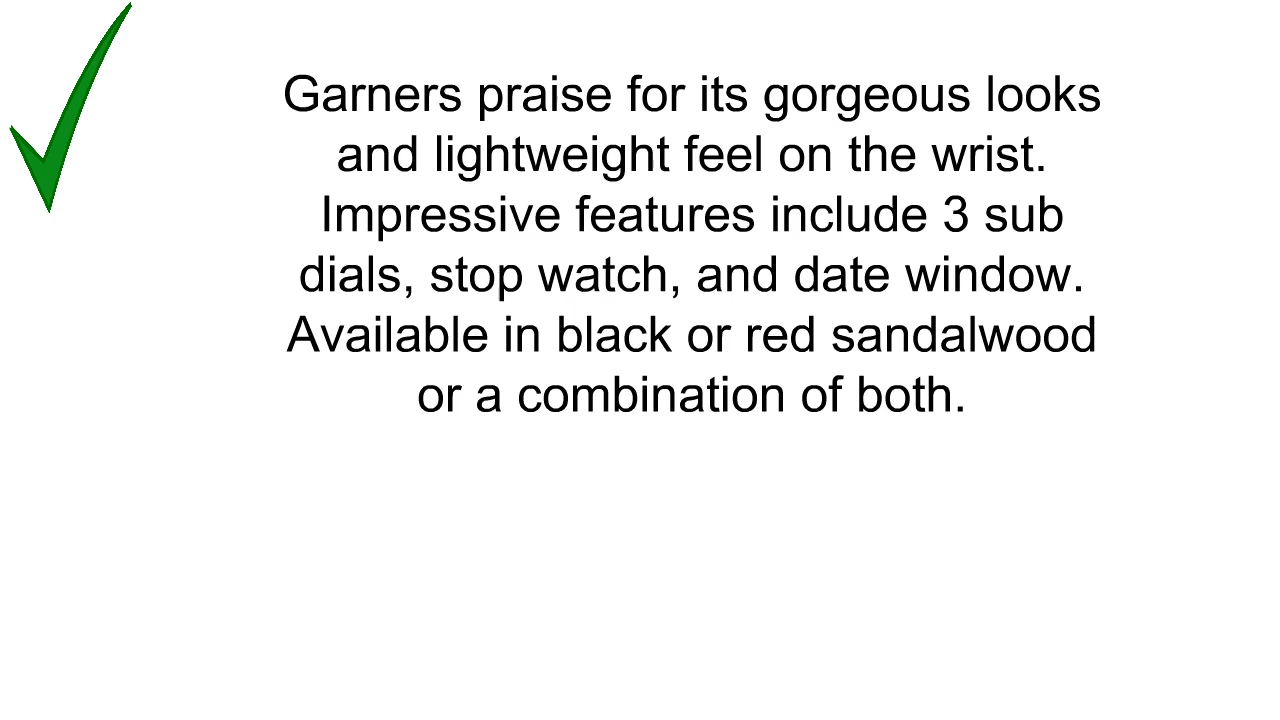 Garners praise for its gorgeous looks
and lightweight feel on the wrist.
Impressive features include 3 sub
dials, stop watch, and date window.
Available in black or red sandalwood
or a combination of both.